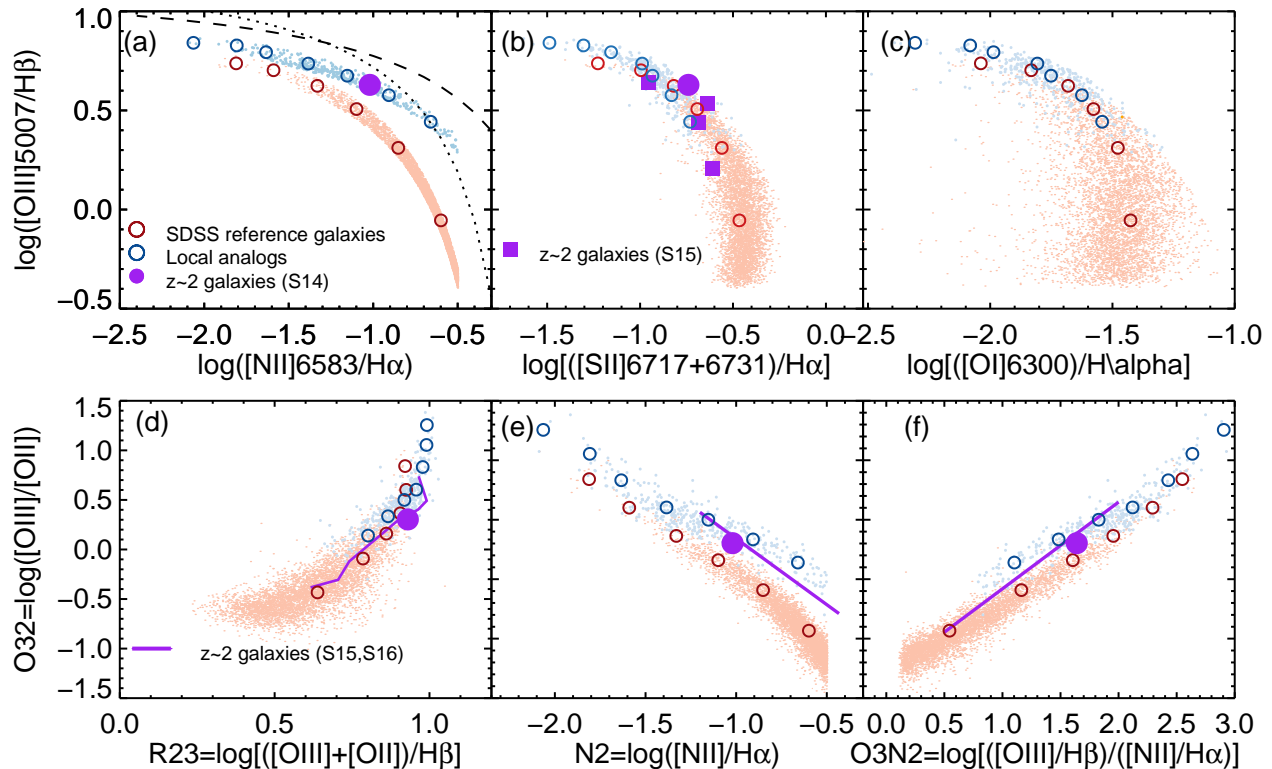 (a)
(b)
(c)
log([OIII]5007/Hβ)
1.0
0.5
0.0
−0.5
SDSS reference galaxies
Local analogs
z~2 galaxies (S14)
z~2 galaxies (S15)
−2.5 −2.0 −1.5 −1.0 −0.5
−1.5 −1.0 −0.5 0.0
−2.0 −1.5 −1.0
log([NII]6583/Hα)
log[([SII]6717+6731)/Hα]
log[([OI]6300)/H\alpha]
(d)
(e)
(f)
O32=log([OIII]/[OII])
1.5
1.0
0.5
0.0
−0.5
−1.0
−1.5
z~2 galaxies (S15,S16)
0.0 0.5 1.0
−2.0 −1.5 −1.0 −0.5
0.0 0.5 1.0 1.5 2.0 2.5 3.0
R23=log[([OIII]+[OII])/Hβ]
N2=log([NII]/Hα)
O3N2=log[([OIII]/Hβ)/([NII]/Hα)]